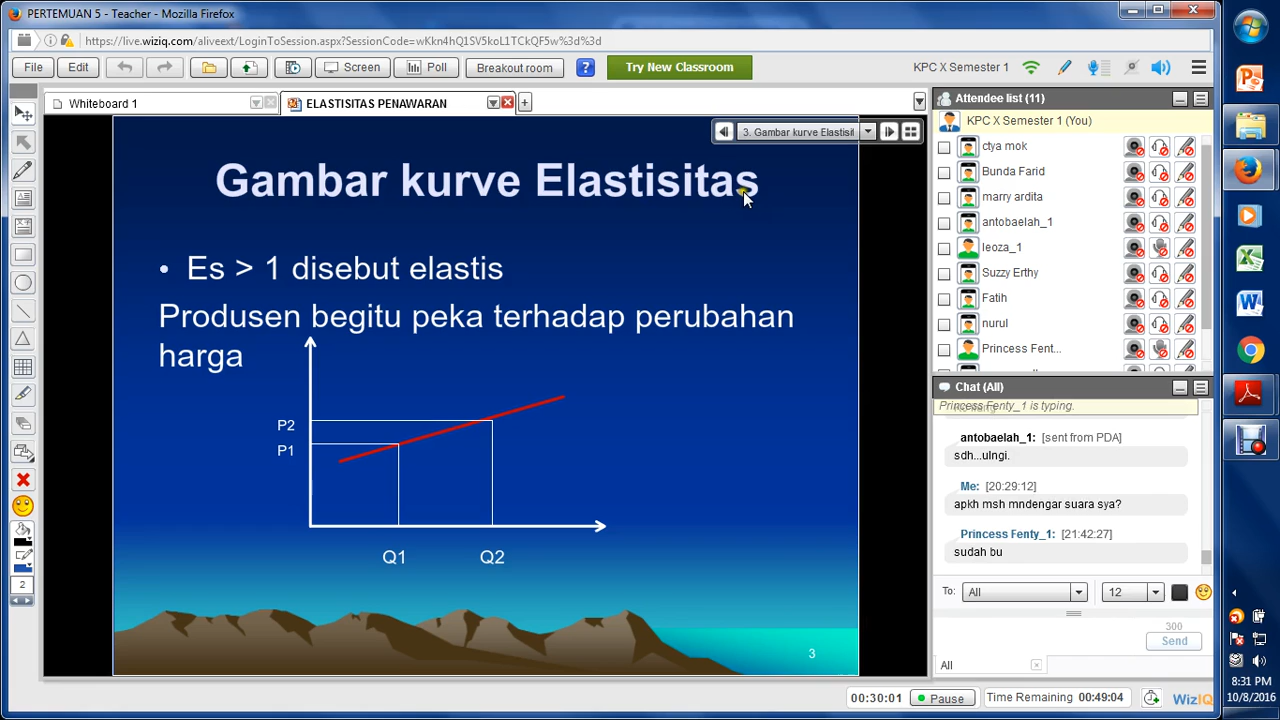 PERTEMUAN 5 - Teacher - Mozilla Firefox
https://live.wiziq.com/aliveext/LoginToSession.aspx?SessionCode=wKkn4hQ1SV5koL1TCkQF5w%3d%3d
File Edit Screen Poll Breakout room ? Try New Classroom KPC X Semester 1
Whiteboard 1 ELASTISITAS PENAWARAN
3. Gambar kurve Elastisit
Gambar kurve Elastisitas
• Es > 1 disebut elastis
Produsen begitu peka terhadap perubahan
harga
P2
P1
Q1 Q2
3
2
Attendee list (11)
KPC X Semester 1 (You)
ctya mok
Bunda Farid
marry ardita
antobaelah_1
leoza_1
Suzzy Erthy
Fatih
nurul
Princess Fent...
Chat (All)
Princess Fenty_1 is typing.
antobaelah_1: [sent from PDA]
sdh...ulngi.
Me: [20:29:12]
apkh msh mndengar suara sya?
Princess Fenty_1: [21:42:27]
sudah bu
To: All 12
300
Send
All
00:30:01 Pause Time Remaining 00:49:04 WizIQ
8:31 PM
10/8/2016